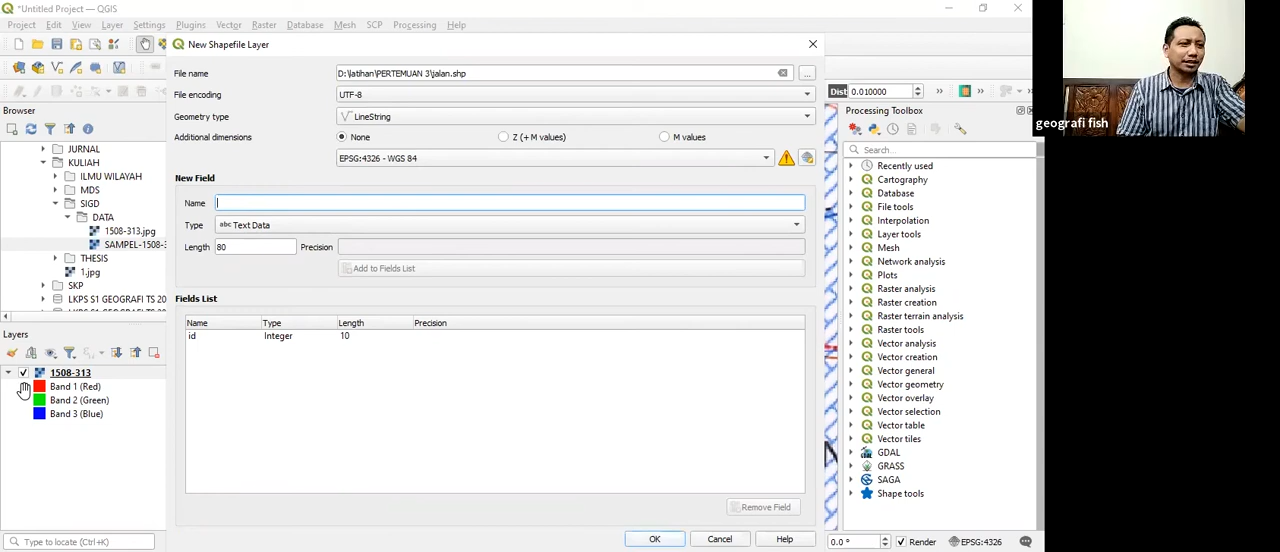 *Untitled Project — QGIS
Project Edit View Layer Settings Plugins Vector Raster Database Mesh SCP Processing Help
New Shapefile Layer
File name D:\latihan\PERTEMUAN 3\jalan.shp ...
File encoding UTF-8
Geometry type LineString
Additional dimensions None Z (+ M values) M values
EPSG:4326 - WGS 84
New Field
Name
Type abc Text Data
Length 80 Precision
Add to Fields List
Fields List
Name Type Length Precision
id Integer 10
Remove Field
OK Cancel Help
Browser
JURNAL
KULIAH
ILMU WILAYAH
MDS
SIGD
DATA
1508-313.jpg
SAMPEL-1508-3
THESIS
1.jpg
SKP
LKPS S1 GEOGRAFI TS 20
Layers
1508-313
Band 1 (Red)
Band 2 (Green)
Band 3 (Blue)
Type to locate (Ctrl+K)
Dist 0.010000 » »
Processing Toolbox
Search...
Recently used
Cartography
Database
File tools
Interpolation
Layer tools
Mesh
Network analysis
Plots
Raster analysis
Raster creation
Raster terrain analysis
Raster tools
Vector analysis
Vector creation
Vector general
Vector geometry
Vector overlay
Vector selection
Vector table
Vector tiles
GDAL
GRASS
SAGA
Shape tools
0.0 ° Render EPSG:4326
geografi fish